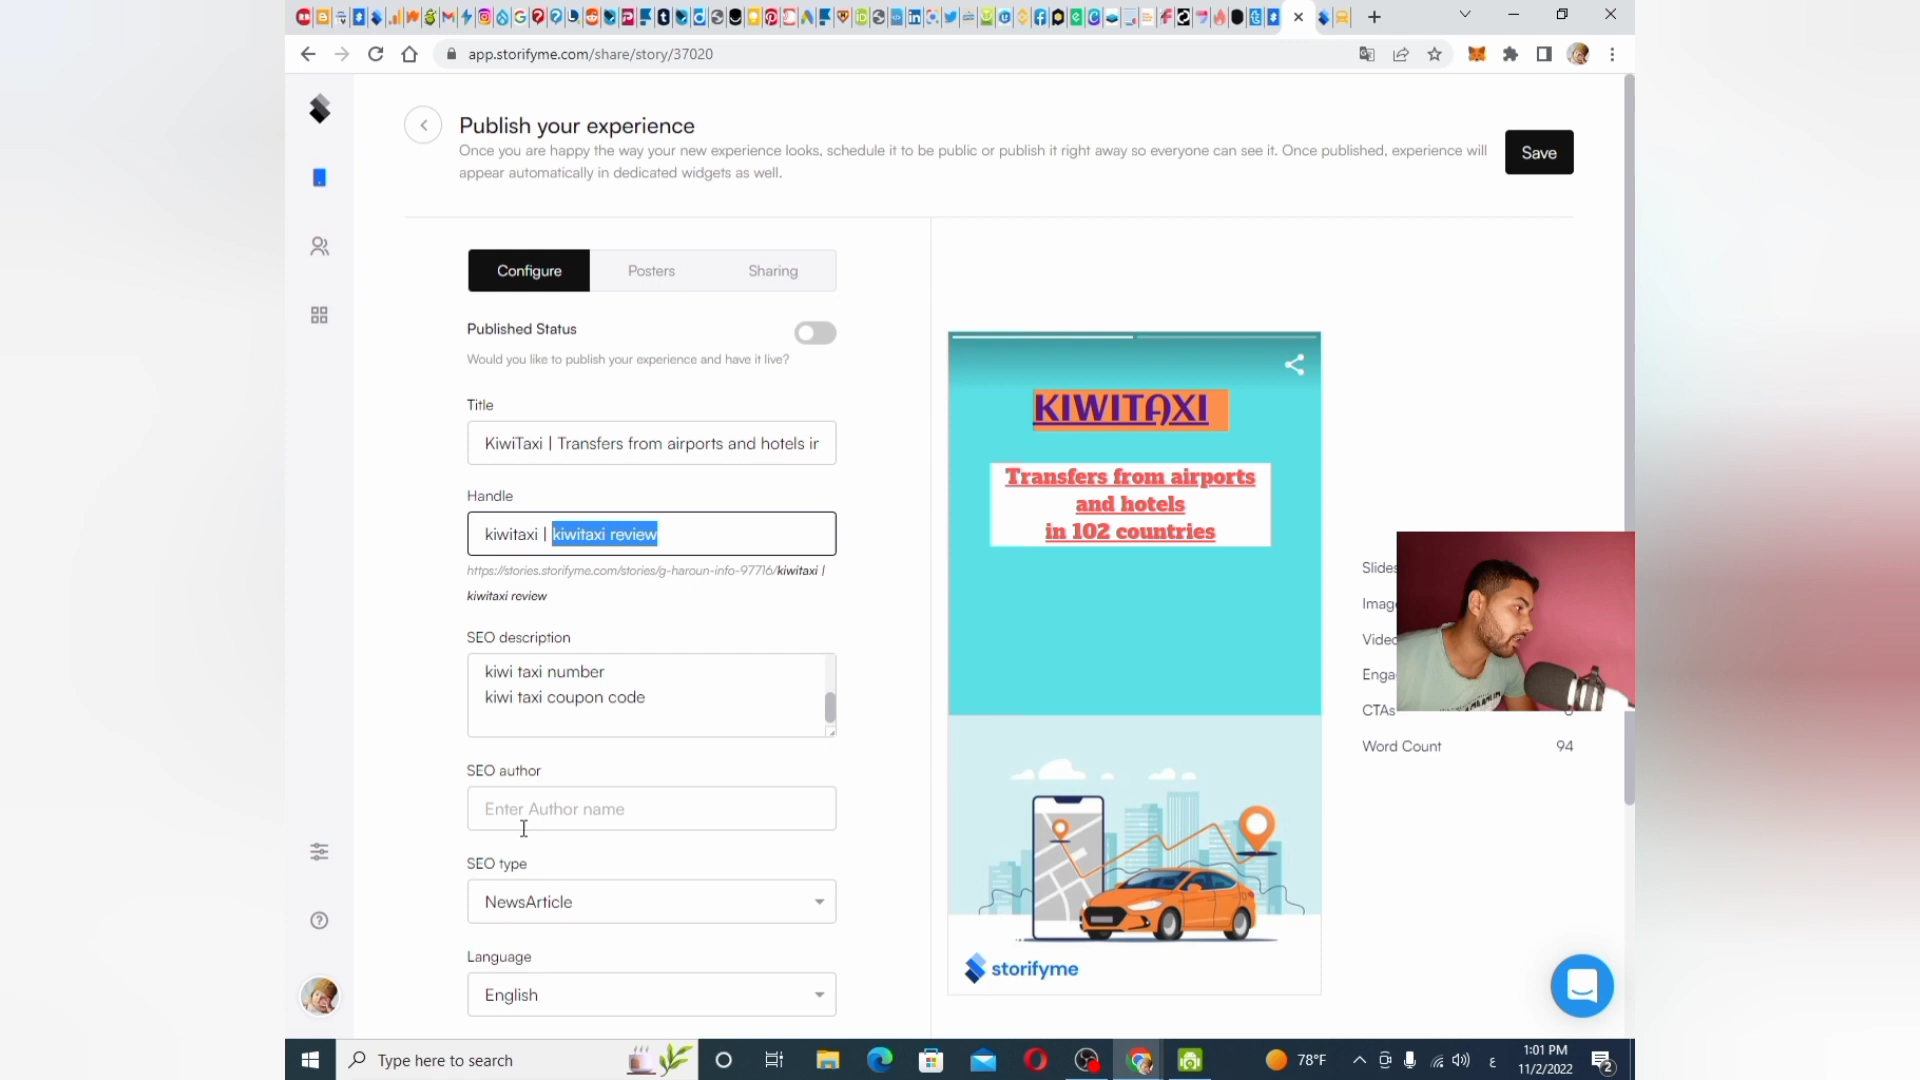 app.storifyme.com/share/story/37020
Publish your experience
Once you are happy the way your new experience looks, schedule it to be public or publish it right away so everyone can see it. Once published, experience will
appear automatically in dedicated widgets as well.
Save
Configure
Posters
Sharing
Published Status
Would you like to publish your experience and have it live?
Title
KiwiTaxi | Transfers from airports and hotels ir
Handle
kiwitaxi | kiwitaxi review
https://stories.storifyme.com/stories/g-haroun-info-97716/kiwitaxi |
kiwitaxi review
SEO description
kiwi taxi number
kiwi taxi coupon code
SEO author
Enter Author name
SEO type
NewsArticle
Language
English
KIWITAXI
Transfers from airports
and hotels
in 102 countries
storifyme
Slides
Imag
Videc
Enga
CTAs
Word Count
94
Type here to search
78°F
ع
1:01 PM
11/2/2022
2